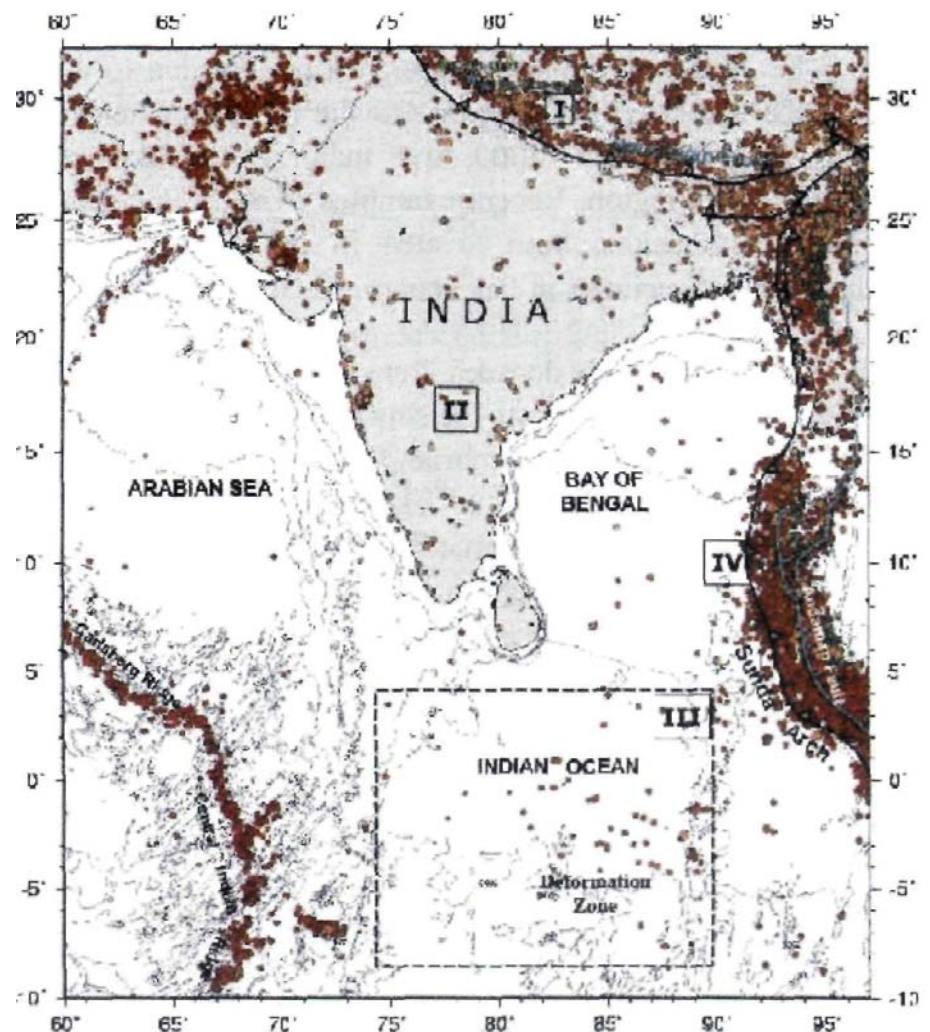 60° 65° 70° 75° 80° 85° 90° 95°
30° 30°
I
25° 25°
INDIA
20° 20°
II
15° 15°
ARABIAN SEA
BAY OF
BENGAL
10° 10°
IV
Carlsberg Ridge
5° 5°
Sunda Arch
III
INDIAN OCEAN
0° 0°
Central Indian
-5° -5°
Deformation
Zone
-10° -10
60° 65° 70° 75° 80° 85° 90° 95°